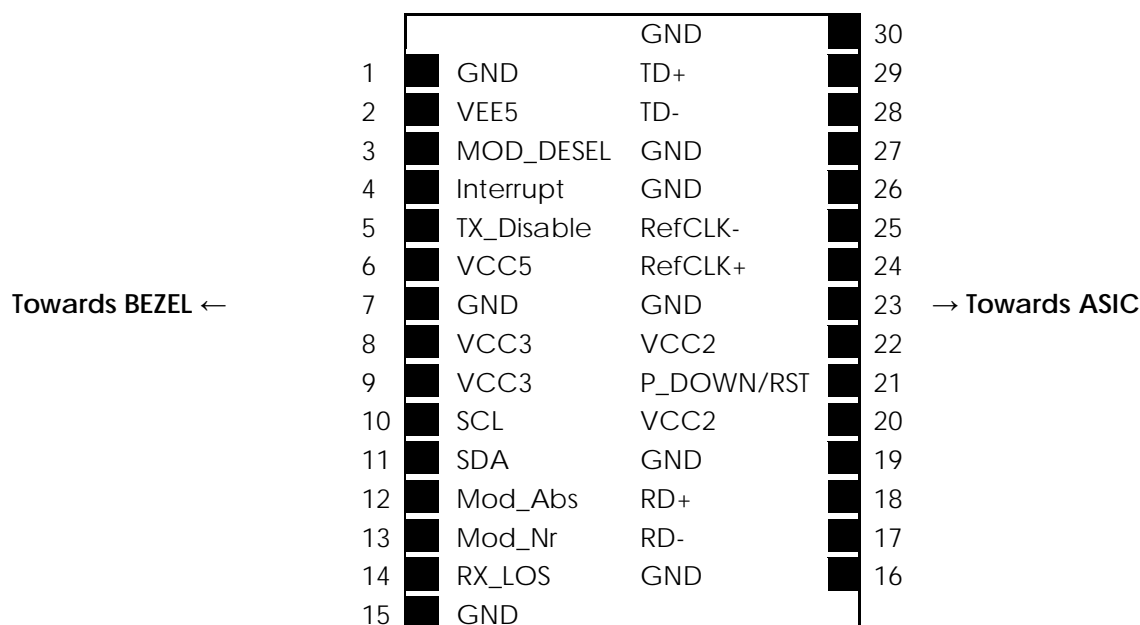 GND 30
1 GND TD+ 29
2 VEE5 TD- 28
3 MOD_DESEL GND 27
4 Interrupt GND 26
5 TX_Disable RefCLK- 25
6 VCC5 RefCLK+ 24
Towards BEZEL ← 7 GND GND 23 → Towards ASIC
8 VCC3 VCC2 22
9 VCC3 P_DOWN/RST 21
10 SCL VCC2 20
11 SDA GND 19
12 Mod_Abs RD+ 18
13 Mod_Nr RD- 17
14 RX_LOS GND 16
15 GND